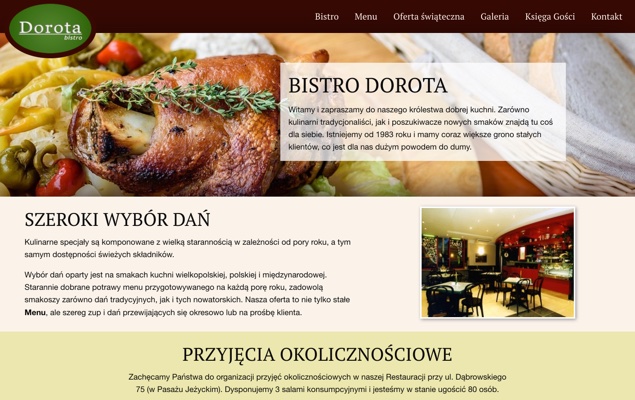 Dorota
bistro
Bistro Menu Oferta świąteczna Galeria Księga Gości Kontakt
BISTRO DOROTA
Witamy i zapraszamy do naszego królestwa dobrej kuchni. Zarówno
kulinarni tradycjonaliści, jak i poszukiwacze nowych smaków znajdą tu coś
dla siebie. Istniejemy od 1983 roku i mamy coraz większe grono stałych
klientów, co jest dla nas dużym powodem do dumy.
SZEROKI WYBÓR DAŃ
Kulinarne specjały są komponowane z wielką starannością w zależności od pory roku, a tym
samym dostępności świeżych składników.
Wybór dań oparty jest na smakach kuchni wielkopolskiej, polskiej i międzynarodowej.
Starannie dobrane potrawy menu przygotowywanego na każdą porę roku, zadowolą
smakoszy zarówno dań tradycyjnych, jak i tych nowatorskich. Nasza oferta to nie tylko stałe
Menu, ale szereg zup i dań przewijających się okresowo lub na prośbę klienta.
PRZYJĘCIA OKOLICZNOŚCIOWE
Zachęcamy Państwa do organizacji przyjęć okolicznościowych w naszej Restauracji przy ul. Dąbrowskiego
75 (w Pasażu Jeżyckim). Dysponujemy 3 salami konsumpcyjnymi i jesteśmy w stanie ugościć 80 osób.